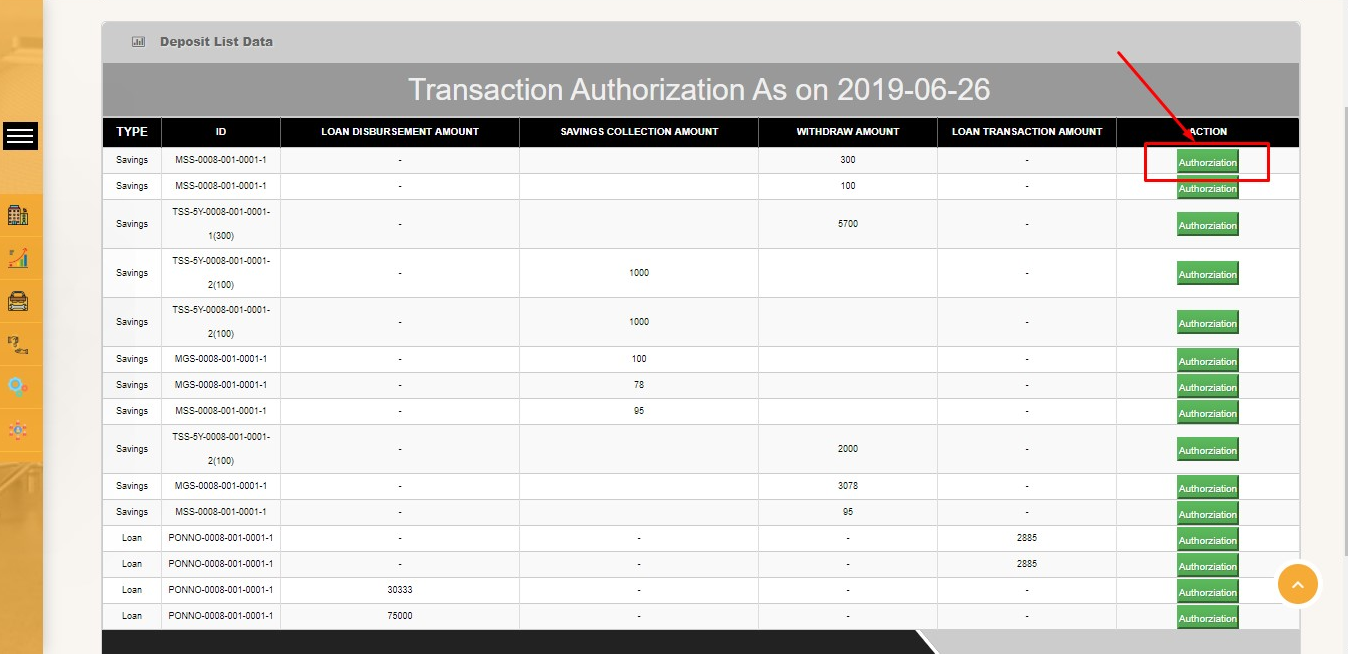 Deposit List Data
Transaction Authorization As on 2019-06-26
TYPE ID LOAN DISBURSEMENT AMOUNT SAVINGS COLLECTION AMOUNT WITHDRAW AMOUNT LOAN TRANSACTION AMOUNT ACTION
Savings MSS-0008-001-0001-1 - 300 - Authorziation
Savings MSS-0008-001-0001-1 - 100 - Authorziation
Savings TSS-5Y-0008-001-0001-
1(300) - 5700 - Authorziation
Savings TSS-5Y-0008-001-0001-
2(100) - 1000 - Authorziation
Savings TSS-5Y-0008-001-0001-
2(100) - 1000 - Authorziation
Savings MGS-0008-001-0001-1 - 100 - Authorziation
Savings MGS-0008-001-0001-1 - 78 - Authorziation
Savings MSS-0008-001-0001-1 - 95 - Authorziation
Savings TSS-5Y-0008-001-0001-
2(100) - 2000 - Authorziation
Savings MGS-0008-001-0001-1 - 3078 - Authorziation
Savings MSS-0008-001-0001-1 - 95 - Authorziation
Loan PONNO-0008-001-0001-1 - - - 2885 Authorziation
Loan PONNO-0008-001-0001-1 - - - 2885 Authorziation
Loan PONNO-0008-001-0001-1 30333 - - - Authorziation
Loan PONNO-0008-001-0001-1 75000 - - - Authorziation